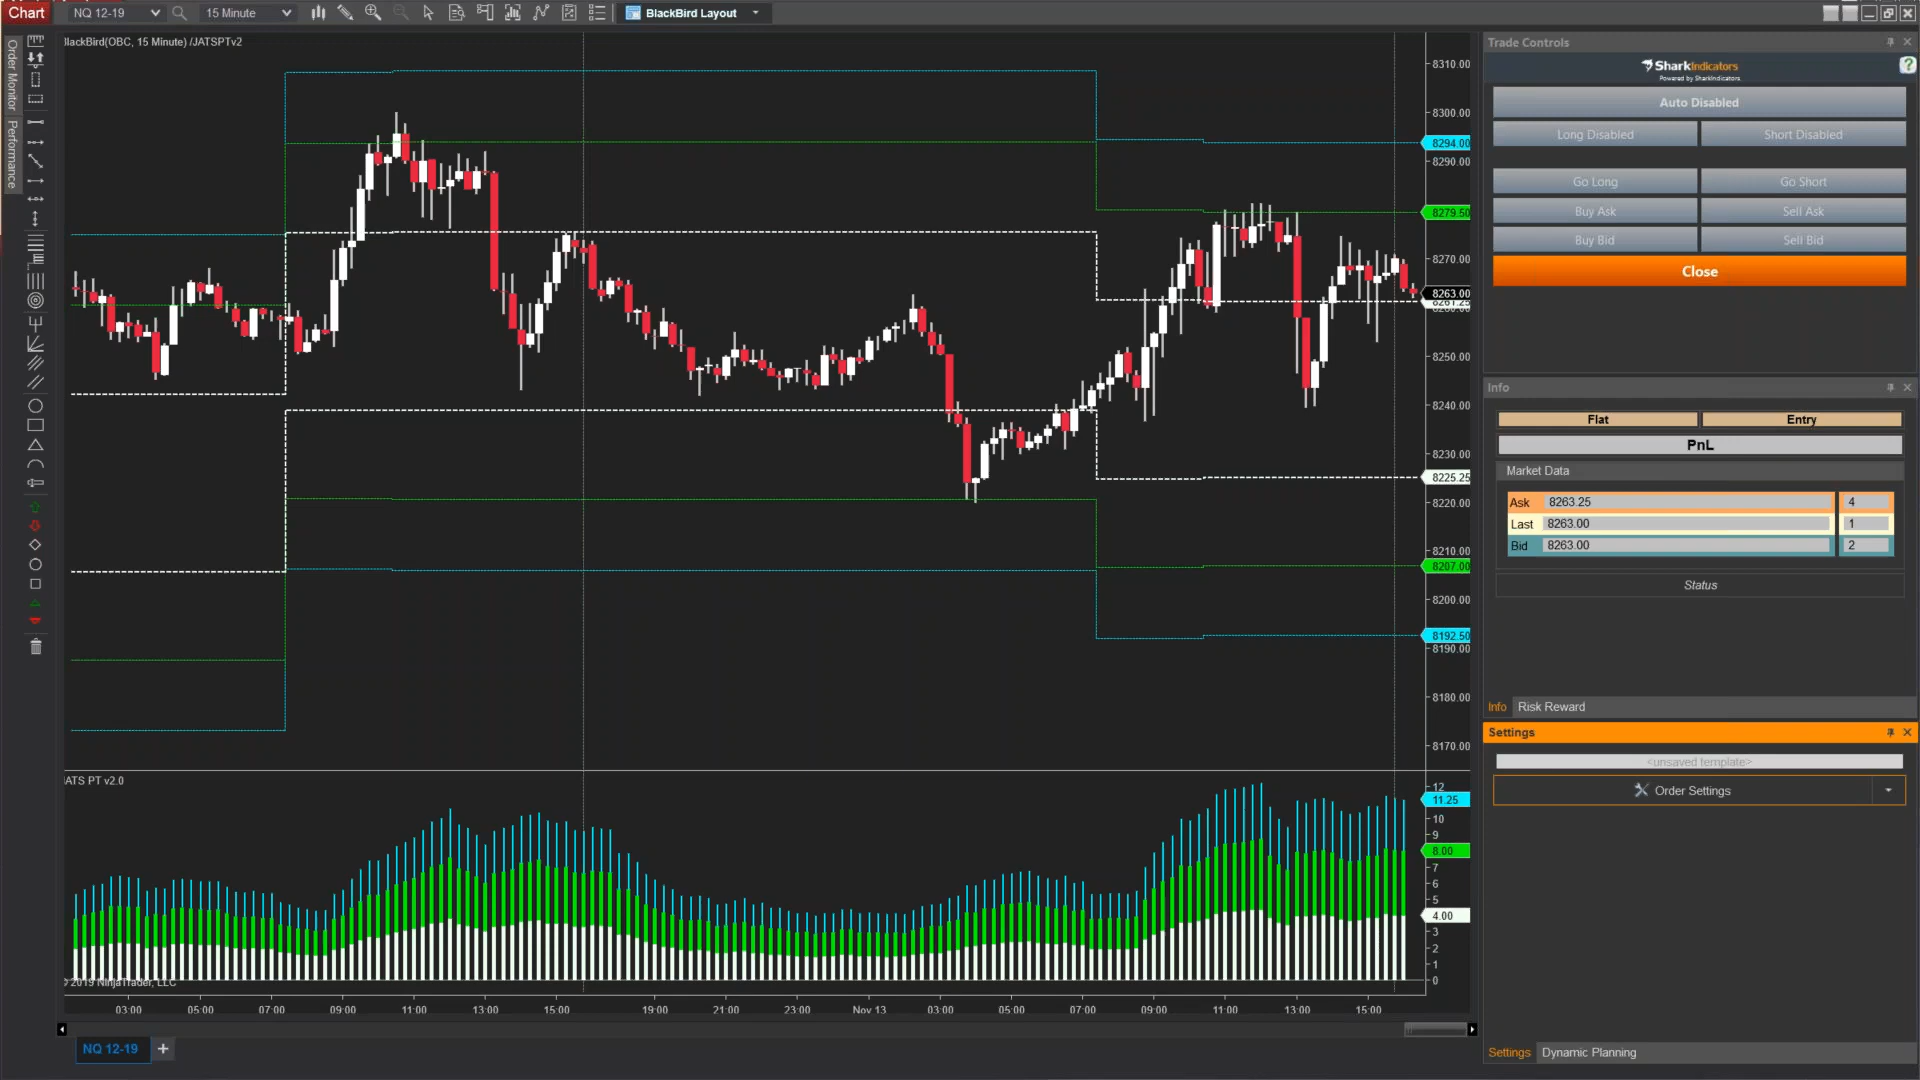 Chart
NQ 12-19
15 Minute
BlackBird Layout
Order Monitor
Performance
lackBird(OBC, 15 Minute) /JATSPTv2
8310.00
8300.00
8294.00
8290.00
8279.50
8270.00
8263.00
8261.25
8260.00
8250.00
8240.00
8230.00
8225.25
8220.00
8210.00
8207.00
8200.00
8192.50
8190.00
8180.00
8170.00
ATS PT v2.0
12
11.25
10
9
8.00
7
6
5
4.00
3
2
1
0
© 2019 NinjaTrader, LLC
03:00
05:00
07:00
09:00
11:00
13:00
15:00
19:00
21:00
23:00
Nov 13
03:00
05:00
07:00
09:00
11:00
13:00
15:00
NQ 12-19
+
Trade Controls
SharkIndicators
Powered by SharkIndicators
?
Auto Disabled
Long Disabled
Short Disabled
Go Long
Go Short
Buy Ask
Sell Ask
Buy Bid
Sell Bid
Close
Info
Flat
Entry
PnL
Market Data
Ask 8263.25 4
Last 8263.00 1
Bid 8263.00 2
Status
Info
Risk Reward
Settings
<unsaved template>
Order Settings
Settings
Dynamic Planning